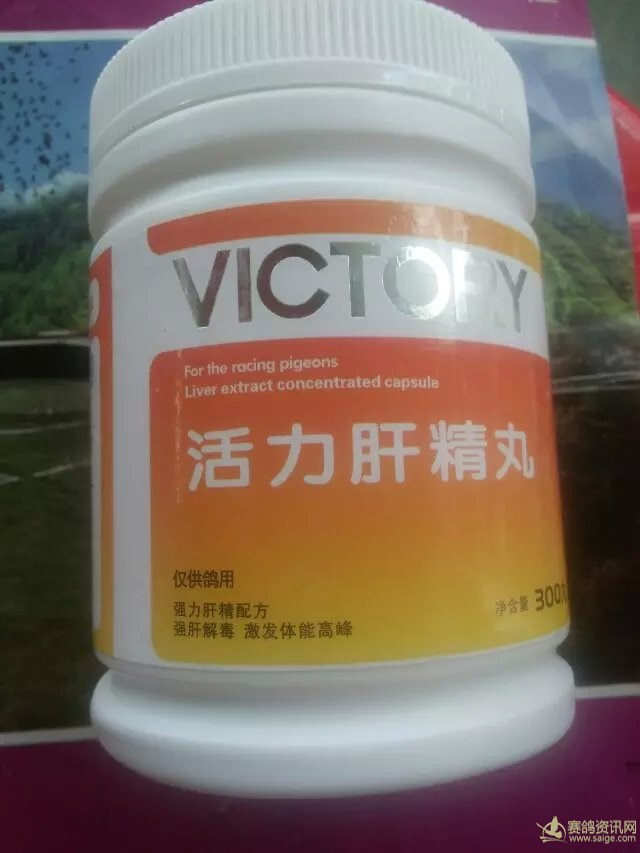 VICTORY
For the racing pigeons
Liver extract concentrated capsule
活力肝精丸
仅供鸽用
强力肝精配方
强肝解毒 激发体能高峰
净含量 300
赛鸽资讯网
www.saige.com